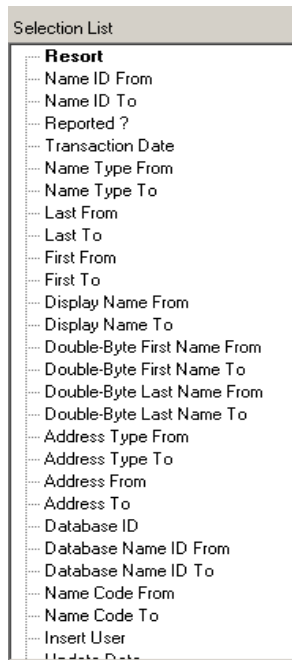 Selection List
Resort
Name ID From
Name ID To
Reported ?
Transaction Date
Name Type From
Name Type To
Last From
Last To
First From
First To
Display Name From
Display Name To
Double-Byte First Name From
Double-Byte First Name To
Double-Byte Last Name From
Double-Byte Last Name To
Address Type From
Address Type To
Address From
Address To
Database ID
Database Name ID From
Database Name ID To
Name Code From
Name Code To
Insert User
Update Date